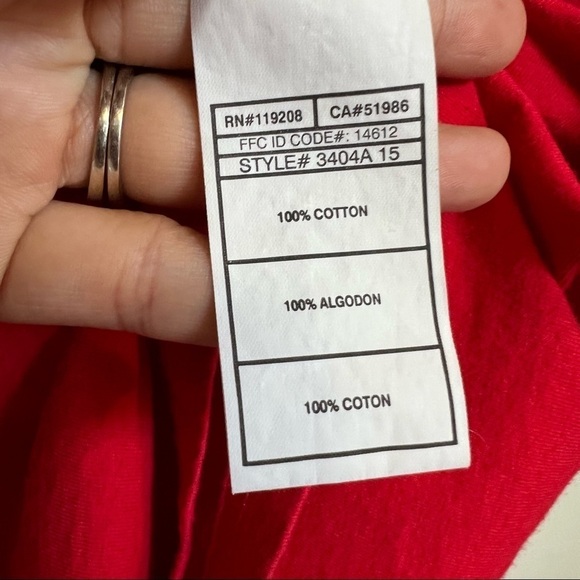 RN#119208 CA#51986
FFC ID CODE#: 14612
STYLE# 3404A 15
100% COTTON
100% ALGODON
100% COTON